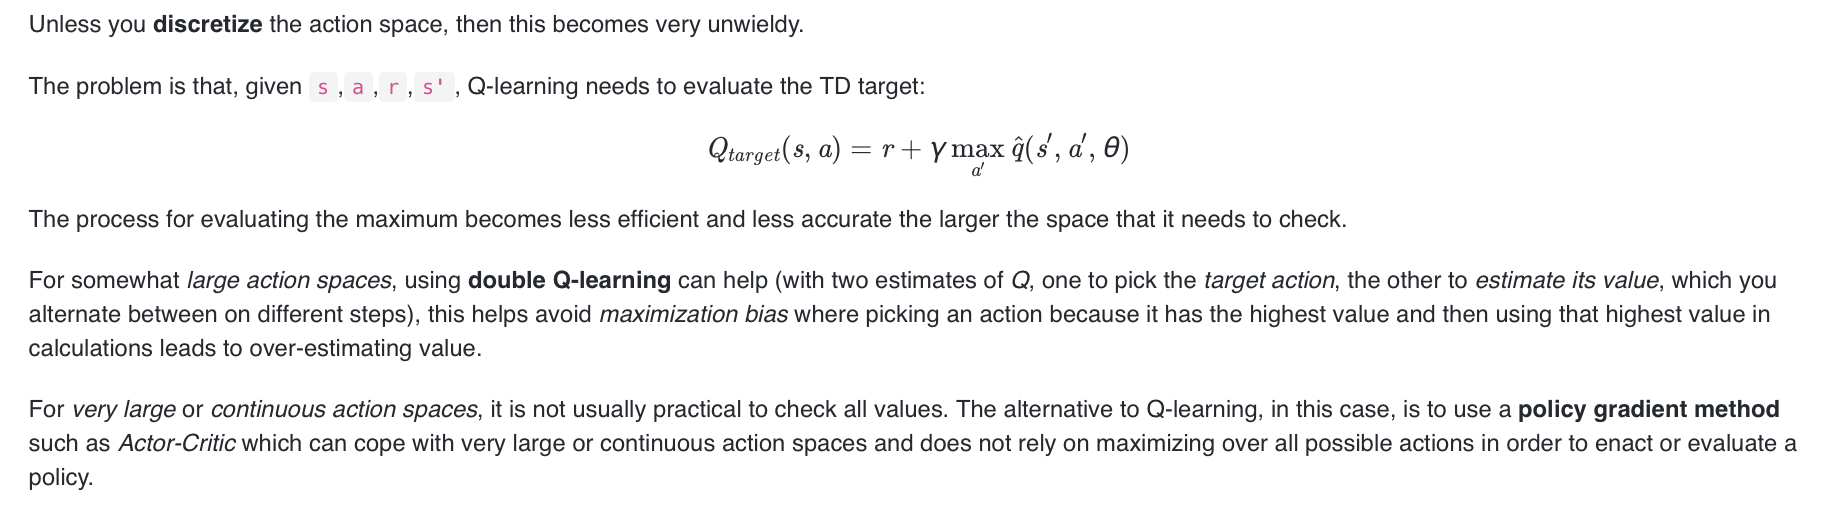 Unless you discretize the action space, then this becomes very unwieldy.
The problem is that, given s , a , r , s' , Q-learning needs to evaluate the TD target:
Q_{target}(s, a) = r + γ max_{a′} q̂(s′, a′, θ)
The process for evaluating the maximum becomes less efficient and less accurate the larger the space that it needs to check.
For somewhat large action spaces, using double Q-learning can help (with two estimates of Q, one to pick the target action, the other to estimate its value, which you
alternate between on different steps), this helps avoid maximization bias where picking an action because it has the highest value and then using that highest value in
calculations leads to over-estimating value.
For very large or continuous action spaces, it is not usually practical to check all values. The alternative to Q-learning, in this case, is to use a policy gradient method
such as Actor-Critic which can cope with very large or continuous action spaces and does not rely on maximizing over all possible actions in order to enact or evaluate a
policy.